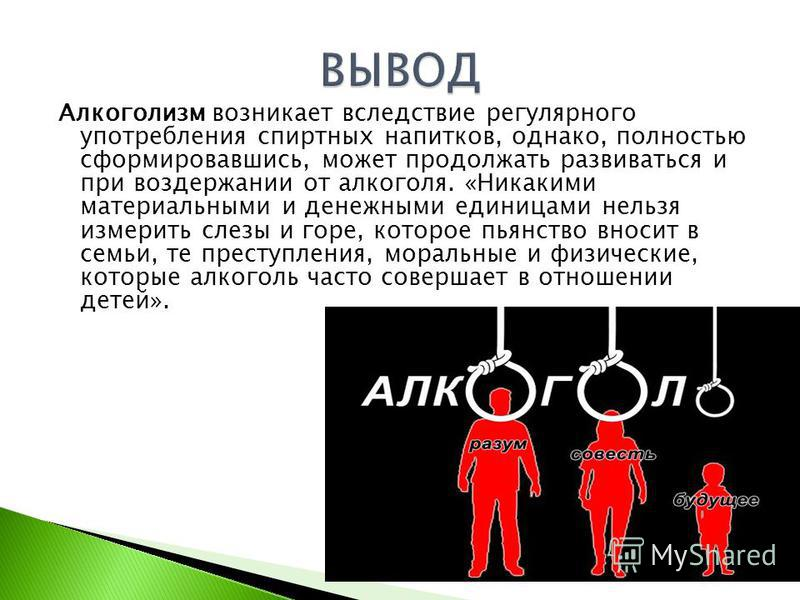 ВЫВОД
Алкоголизм возникает вследствие регулярного
употребления спиртных напитков, однако, полностью
сформировавшись, может продолжать развиваться и
при воздержании от алкоголя. «Никакими
материальными и денежными единицами нельзя
измерить слезы и горе, которое пьянство вносит в
семьи, те преступления, моральные и физические,
которые алкоголь часто совершает в отношении
детей».
АЛКОГОЛЬ
разум
совесть
будущее
MyShared